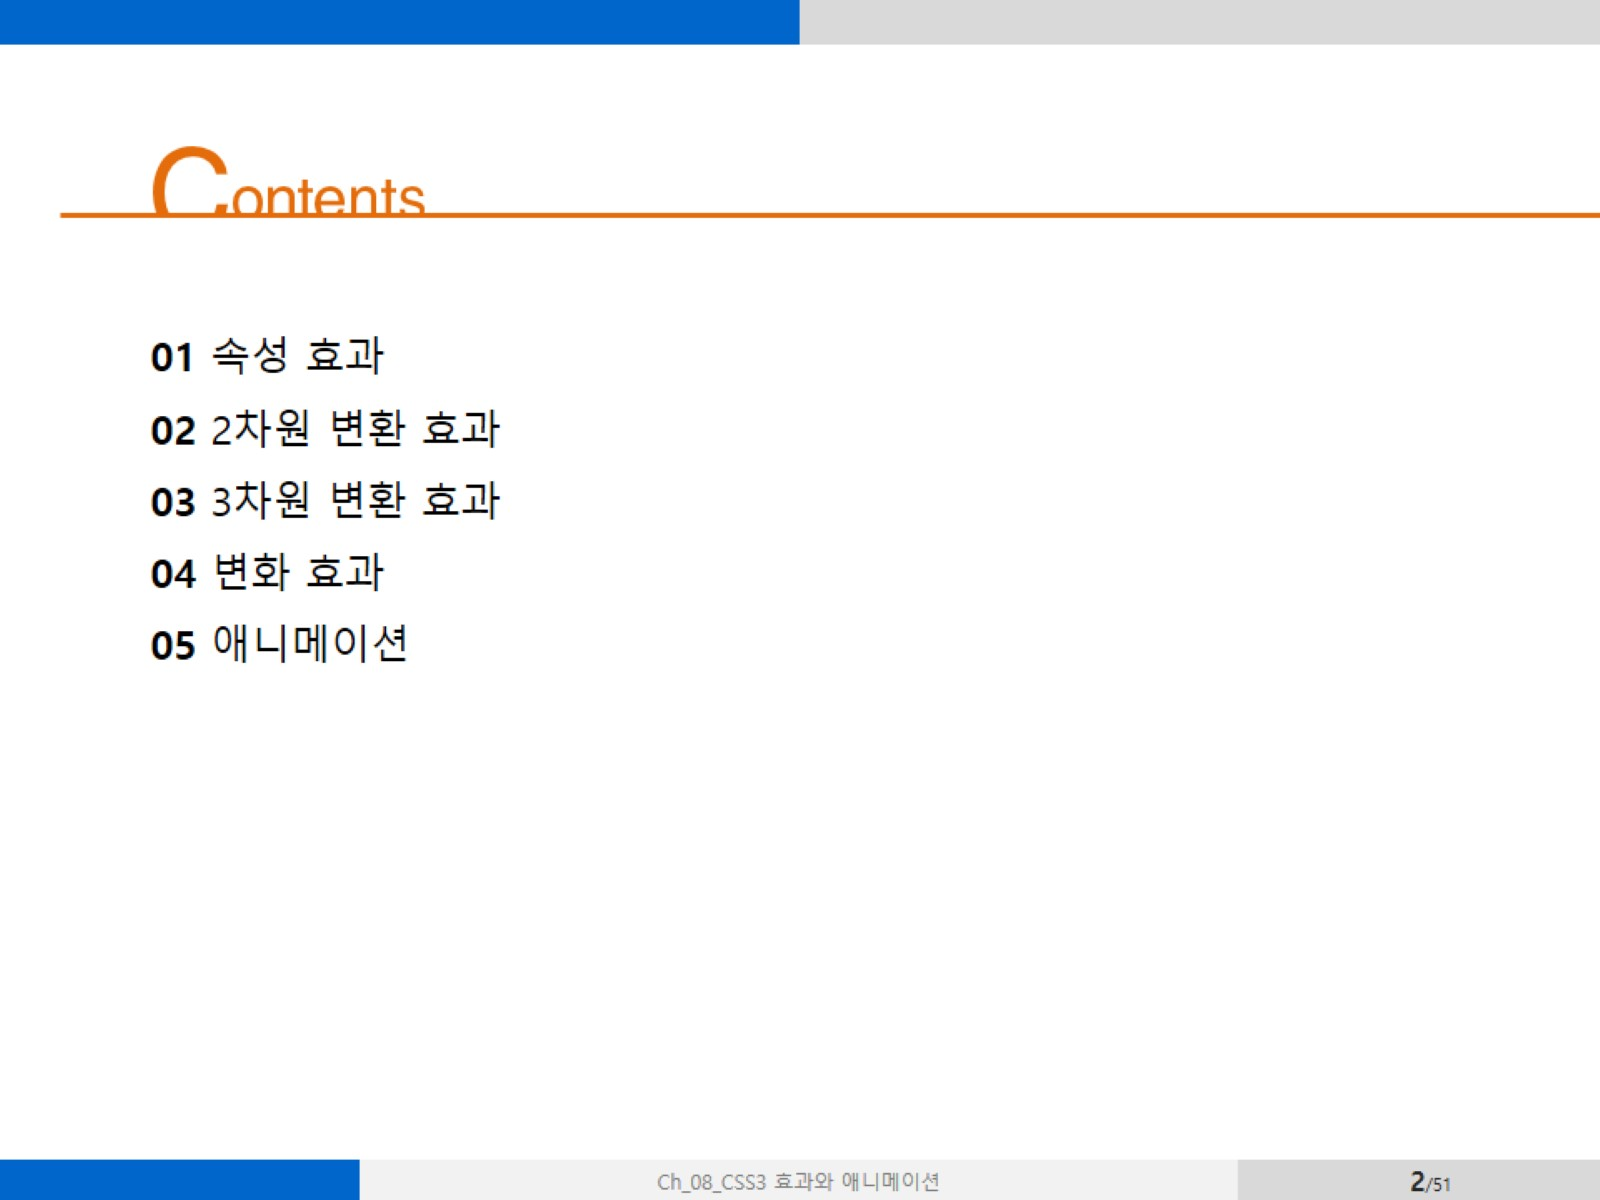 Contents
01 속성 효과
02 2차원 변환 효과
03 3차원 변환 효과
04 변화 효과
05 애니메이션
Ch_08_CSS3 효과와 애니메이션
2/51